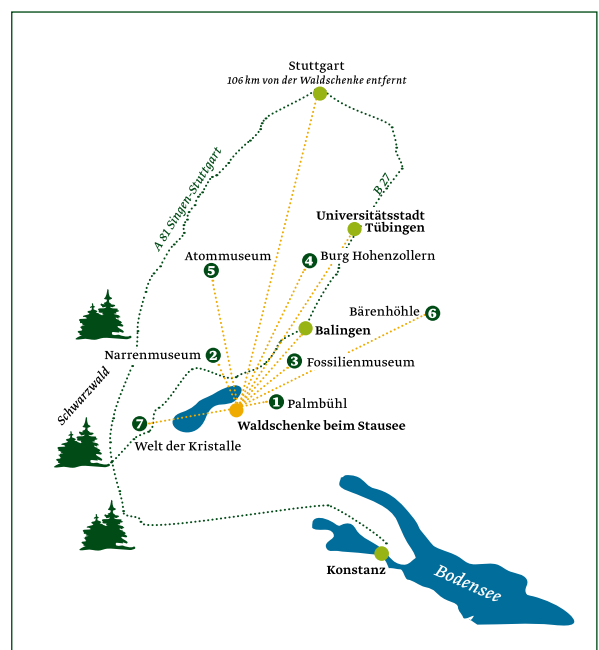 Stuttgart
106 km von der Waldschenke entfernt
A 81 Singen-Stuttgart
B 27
Universitätsstadt
Tübingen
Atommuseum
5
4 Burg Hohenzollern
Bärenhöhle 6
Balingen
Narrenmuseum 2
3 Fossilienmuseum
Schwarzwald
1 Palmbühl
7
Waldschenke beim Stausee
Welt der Kristalle
Konstanz
Bodensee